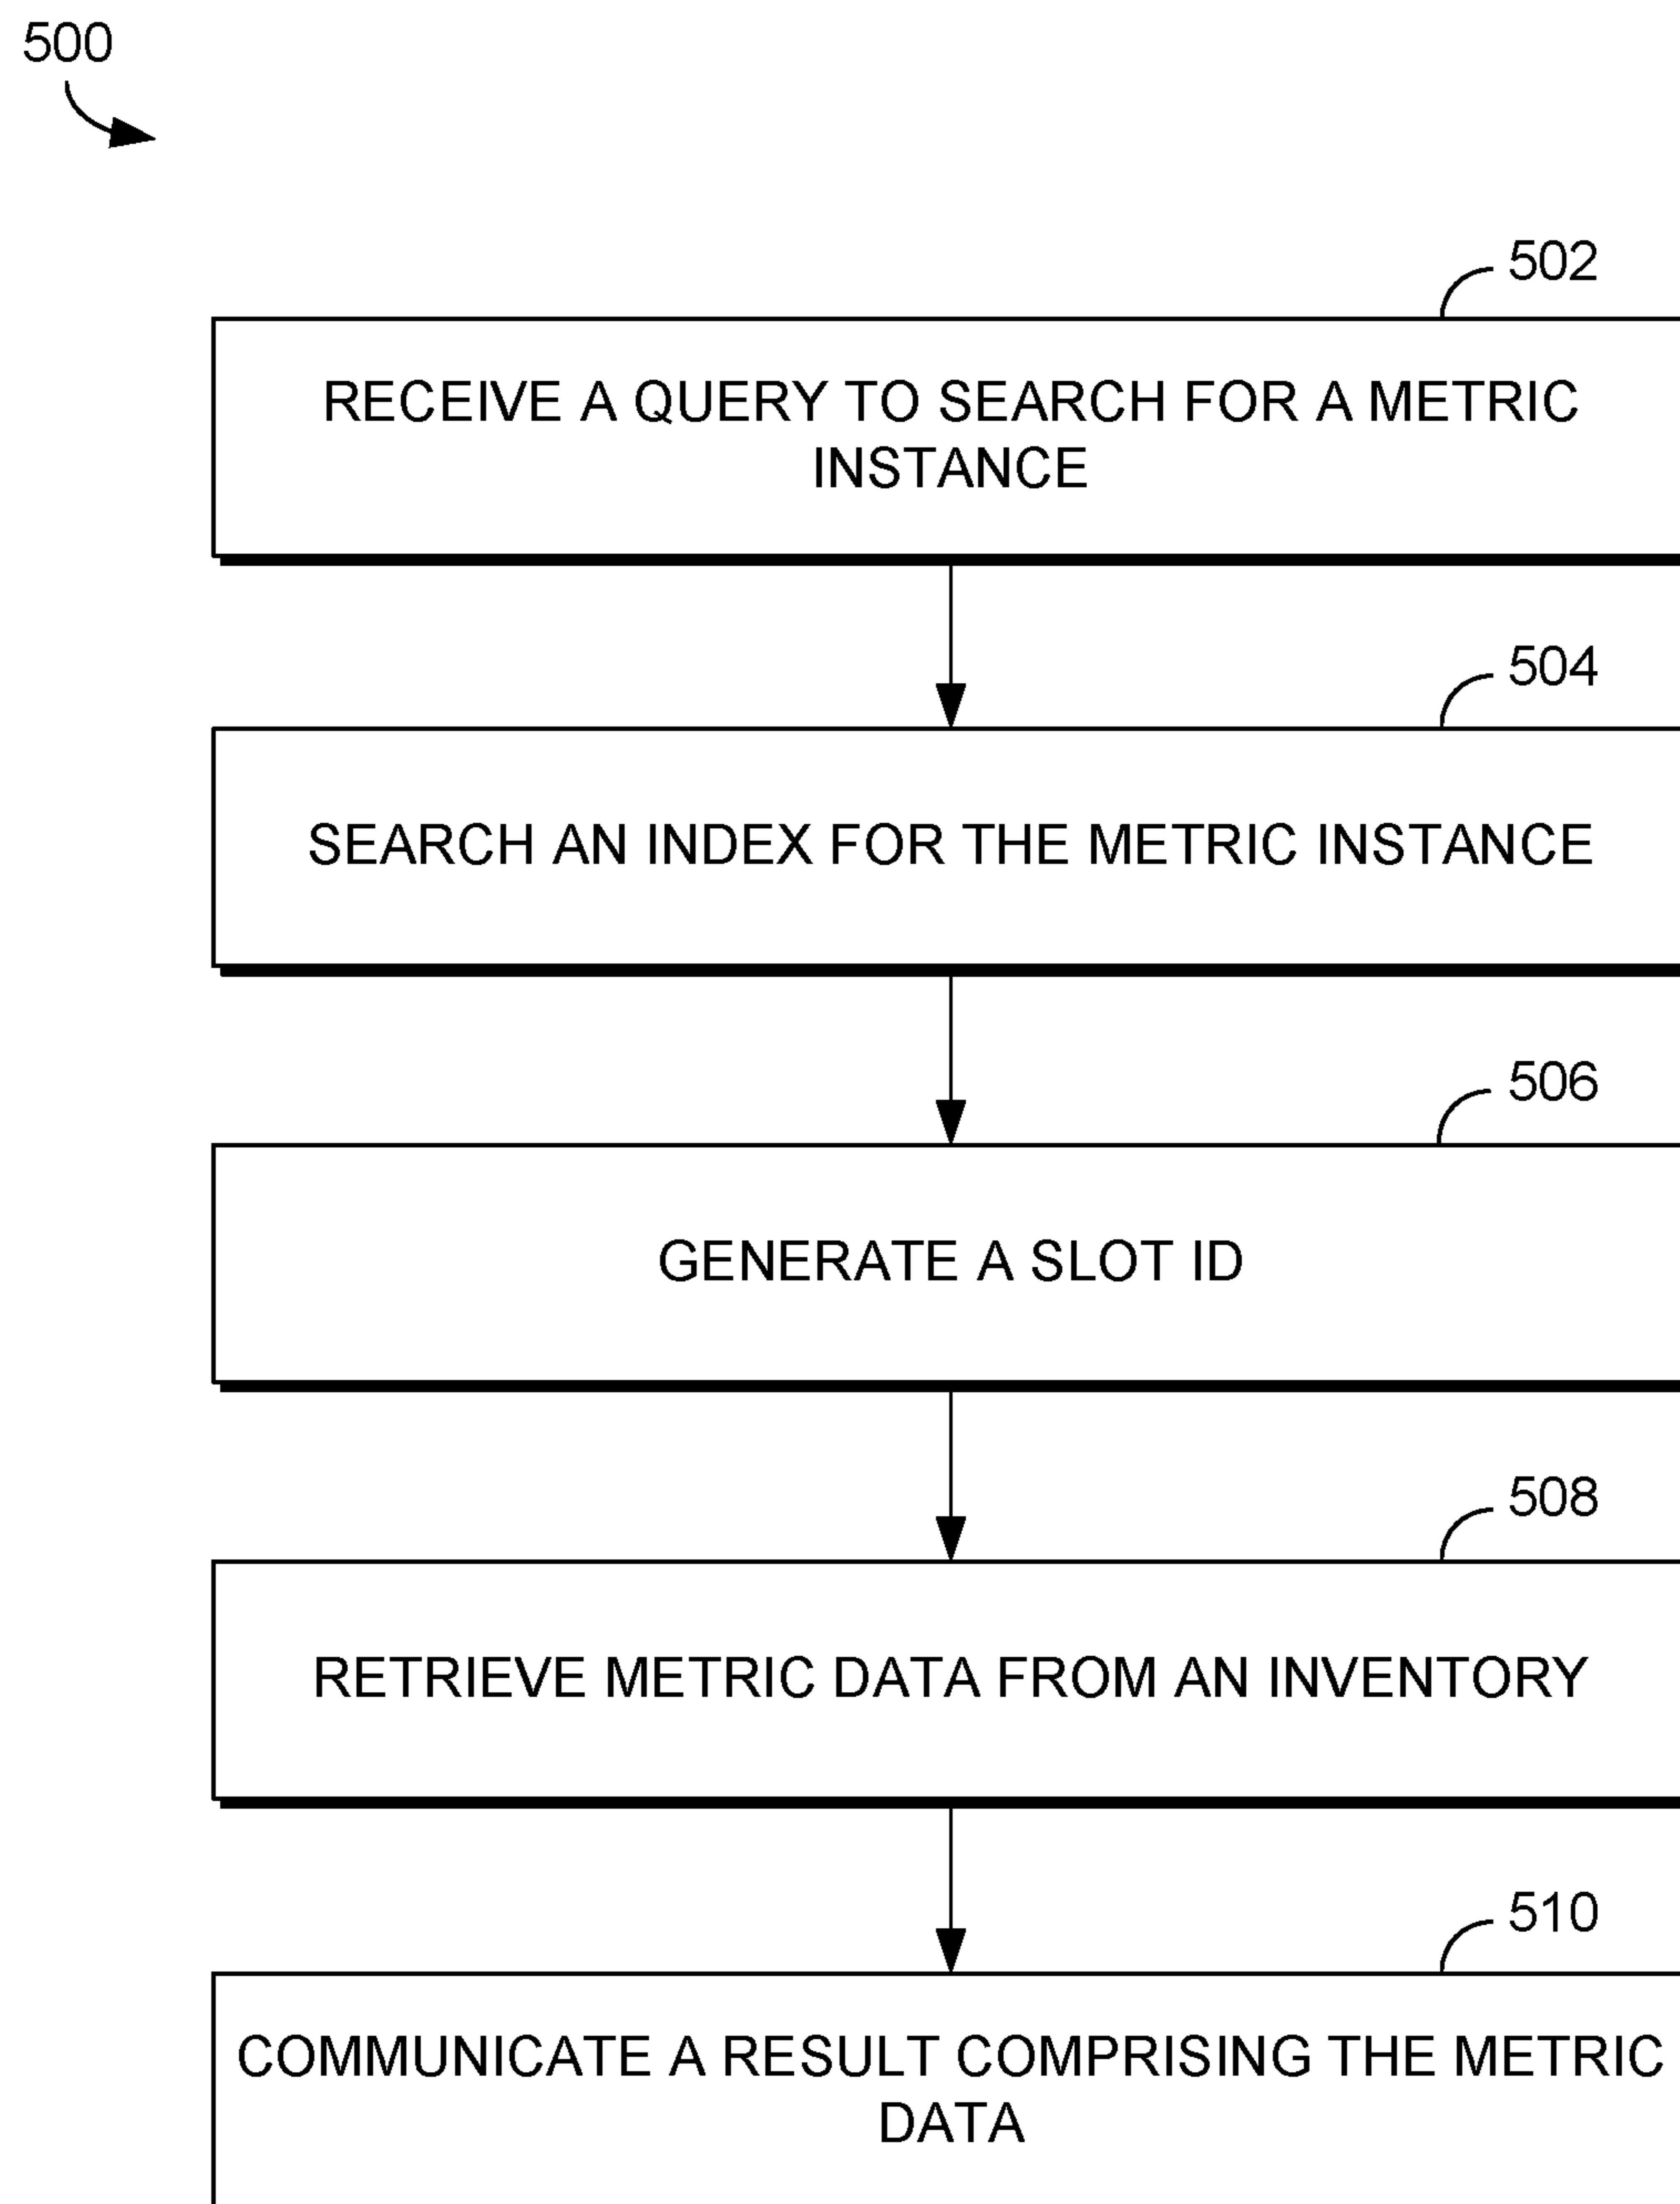 500
502
RECEIVE A QUERY TO SEARCH FOR A METRIC
INSTANCE
504
SEARCH AN INDEX FOR THE METRIC INSTANCE
506
GENERATE A SLOT ID
508
RETRIEVE METRIC DATA FROM AN INVENTORY
510
COMMUNICATE A RESULT COMPRISING THE METRIC
DATA